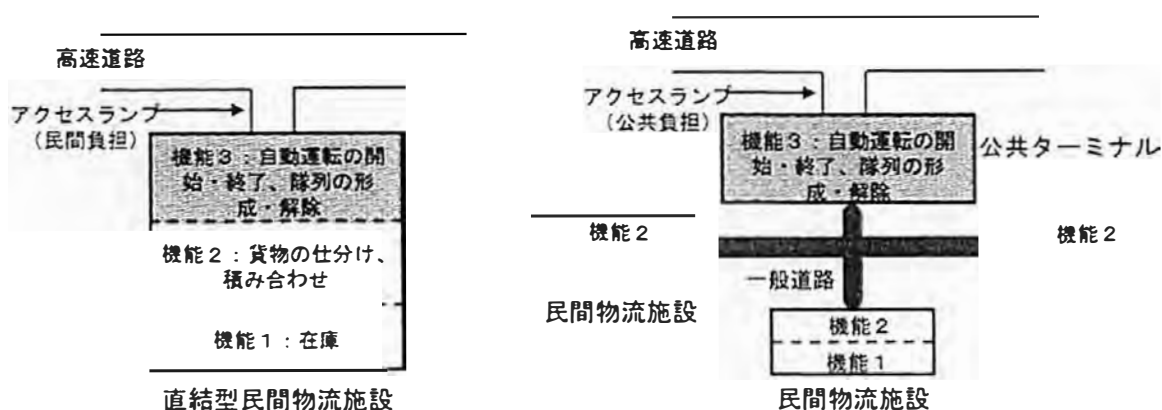 高速道路
アクセスランプ
（民間負担）
機能３：自動運転の開
始・終了、隊列の形
成・解除
機能２：貨物の仕分け、
積み合わせ
機能１：在庫
直結型民間物流施設
高速道路
アクセスランプ
（公共負担）
機能３：自動運転の開
始・終了、隊列の形
成・解除
公共ターミナル
機能２
機能２
一般道路
民間物流施設
機能２
機能１
民間物流施設